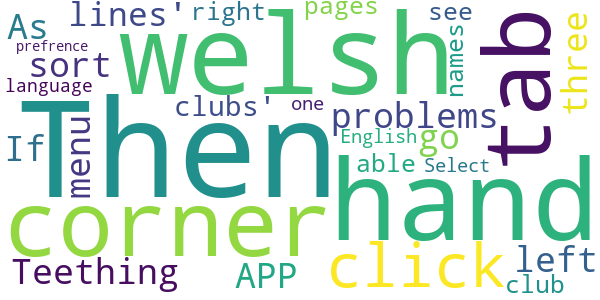 As lines' right pages see
prefrence welsh tab three
sort names
language clubs' one
Then problems
If menu English go
able Select
hand
corner
Teething APP click left
club